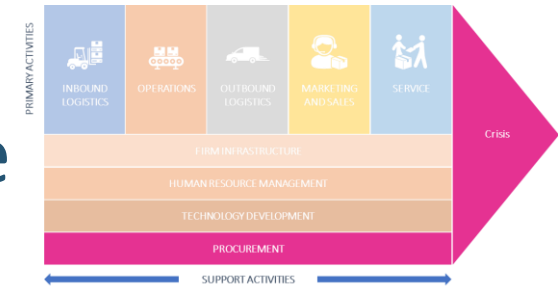 PRIMARY ACTIVITIES
INBOUND
LOGISTICS
OPERATIONS
OUTBOUND
LOGISTICS
MARKETING
AND SALES
SERVICE
Crisis
e
FIRM INFRASTRUCTURE
HUMAN RESOURCE MANAGEMENT
TECHNOLOGY DEVELOPMENT
PROCUREMENT
SUPPORT ACTIVITIES